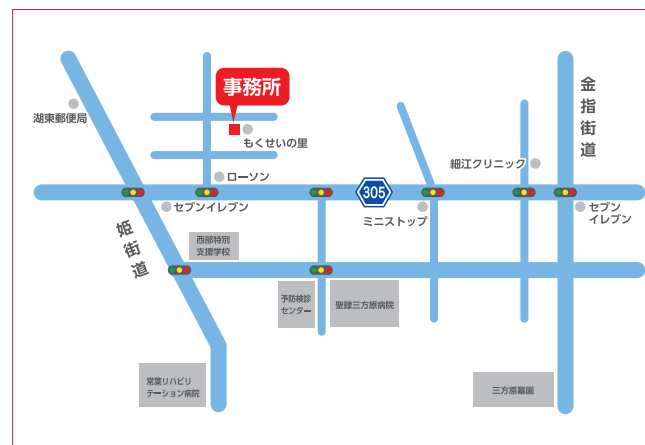 事務所
湖東郵便局
もくせいの里
金指街道
細江クリニック
ローソン
305
セブンイレブン
ミニストップ
セブン
イレブン
姫街道
西部特別
支援学校
予防検診
センター
聖隷三方原病院
常葉リハビリ
テーション病院
三方原墓園